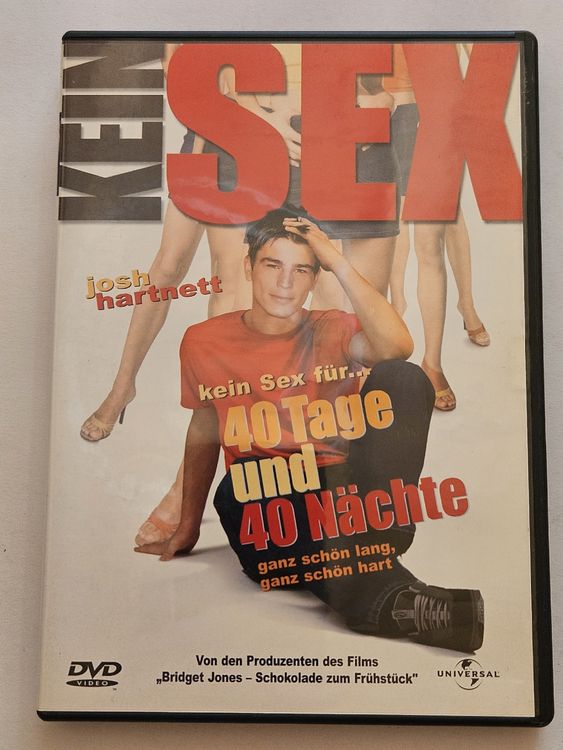 KEIN
SEX
josh
hartnett
kein Sex für...
40 Tage
und
40 Nächte
ganz schön lang,
ganz schön hart
Von den Produzenten des Films
„Bridget Jones – Schokolade zum Frühstück"
DVD
VIDEO
UNIVERSAL